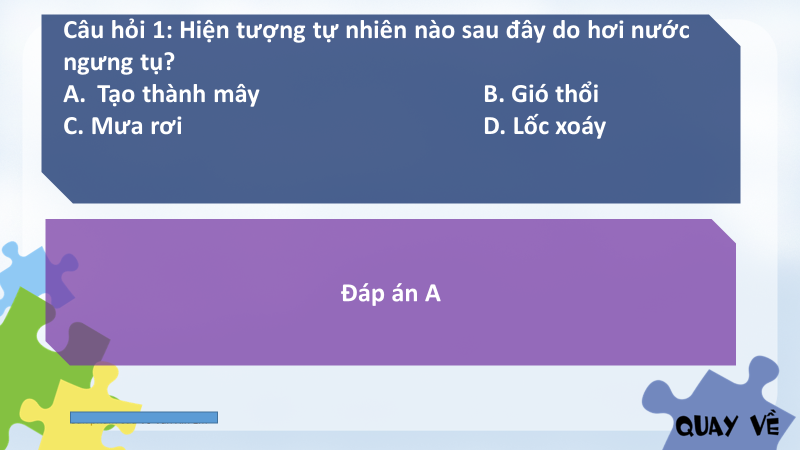 Câu hỏi 1: Hiện tượng tự nhiên nào sau đây do hơi nước
ngưng tụ?
A. Tạo thành mây B. Gió thổi
C. Mưa rơi D. Lốc xoáy
Đáp án A
QUAY VỀ